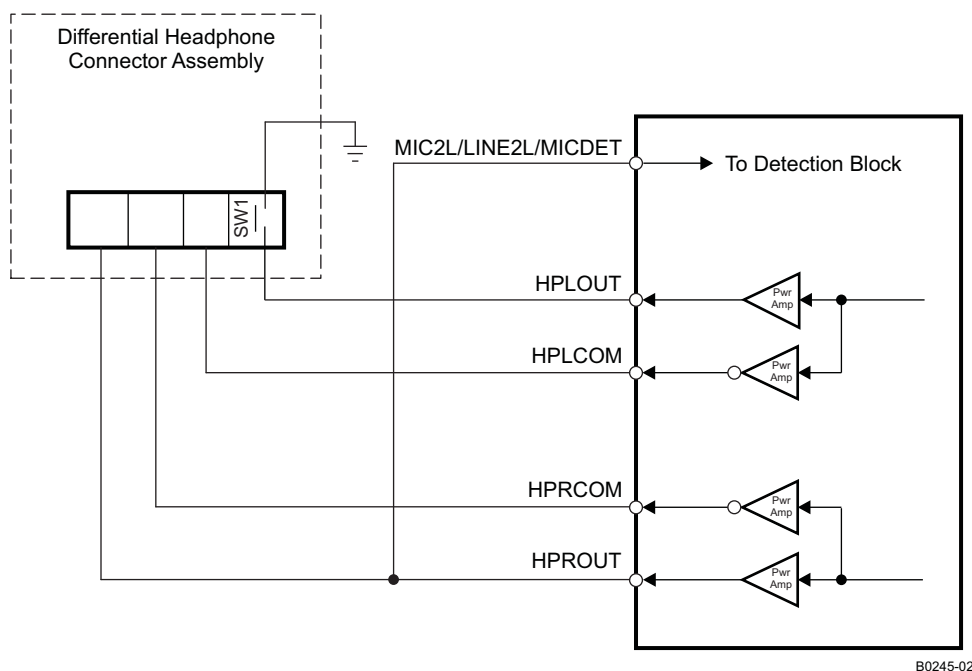 Differential Headphone
Connector Assembly
MIC2L/LINE2L/MICDET
To Detection Block
SW1
HPLOUT
Pwr
Amp
HPLCOM
Pwr
Amp
HPRCOM
Pwr
Amp
HPROUT
Pwr
Amp
B0245-02